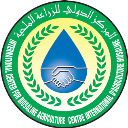 المركز الدولي للزراعة الملحية
INTERNATIONAL CENTER FOR BIOSALINE AGRICULTURE
CENTRE INTERNATIONAL D'AGRICULTURE BIOSALINE